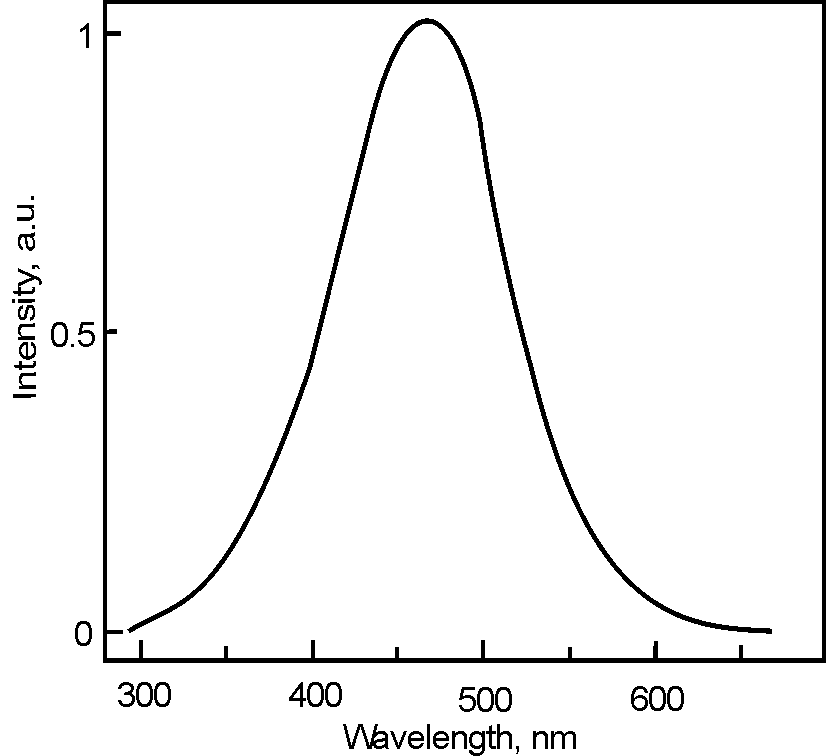 1
0.5
0
Intensity, a.u.
300 400 500 600
Wavelength, nm